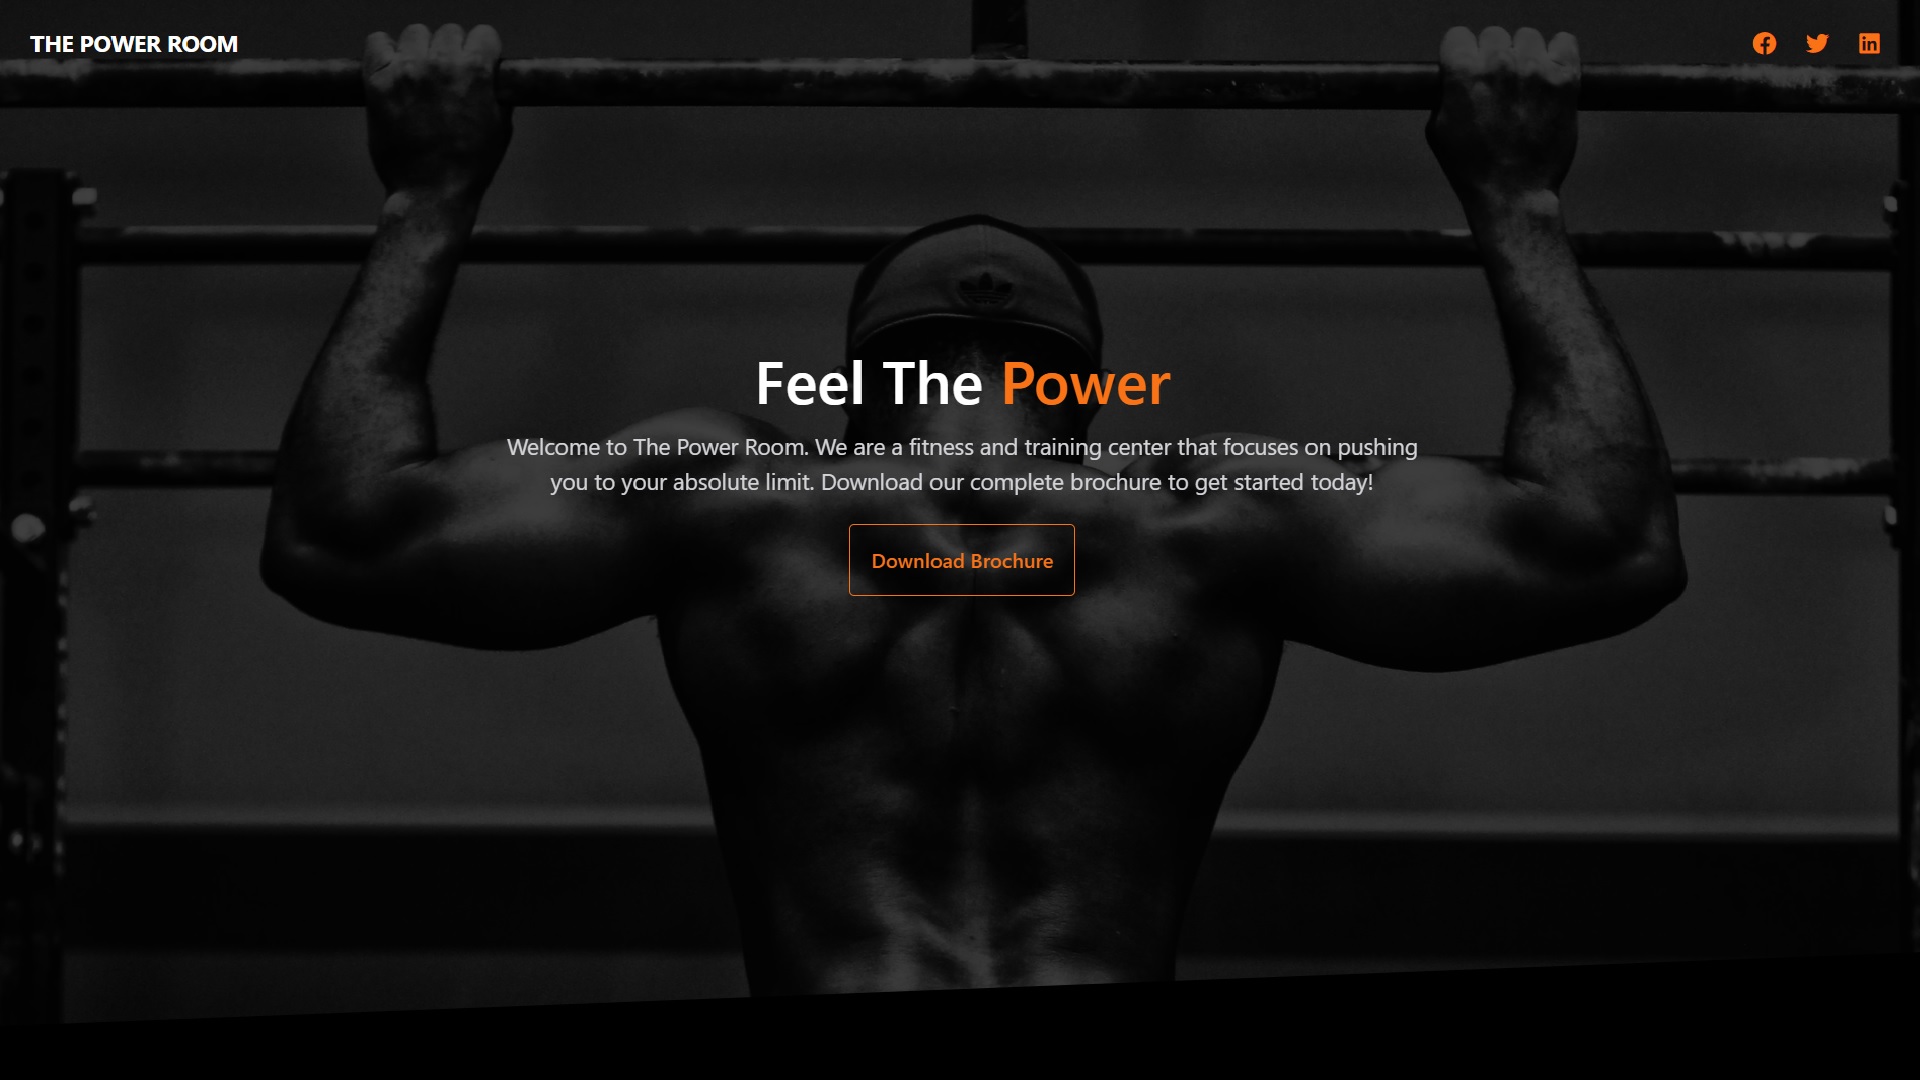 THE POWER ROOM
Feel The Power
Welcome to The Power Room. We are a fitness and training center that focuses on pushing
you to your absolute limit. Download our complete brochure to get started today!
Download Brochure